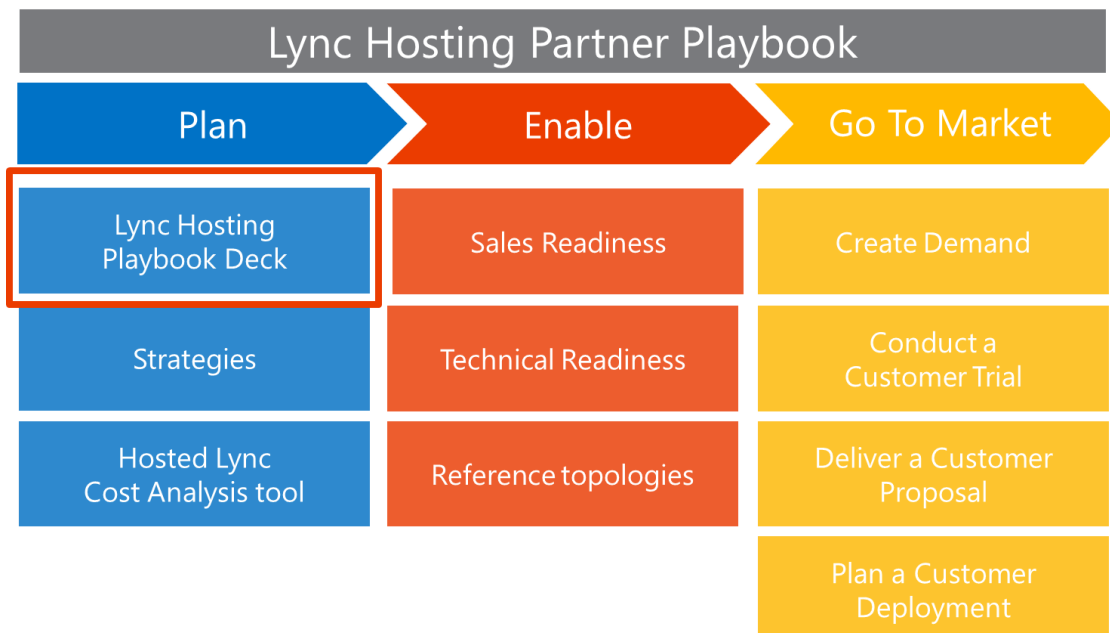 Lync Hosting Partner Playbook
Plan
Enable
Go To Market
Lync Hosting
Playbook Deck
Sales Readiness
Create Demand
Strategies
Technical Readiness
Conduct a
Customer Trial
Hosted Lync
Cost Analysis tool
Reference topologies
Deliver a Customer
Proposal
Plan a Customer
Deployment